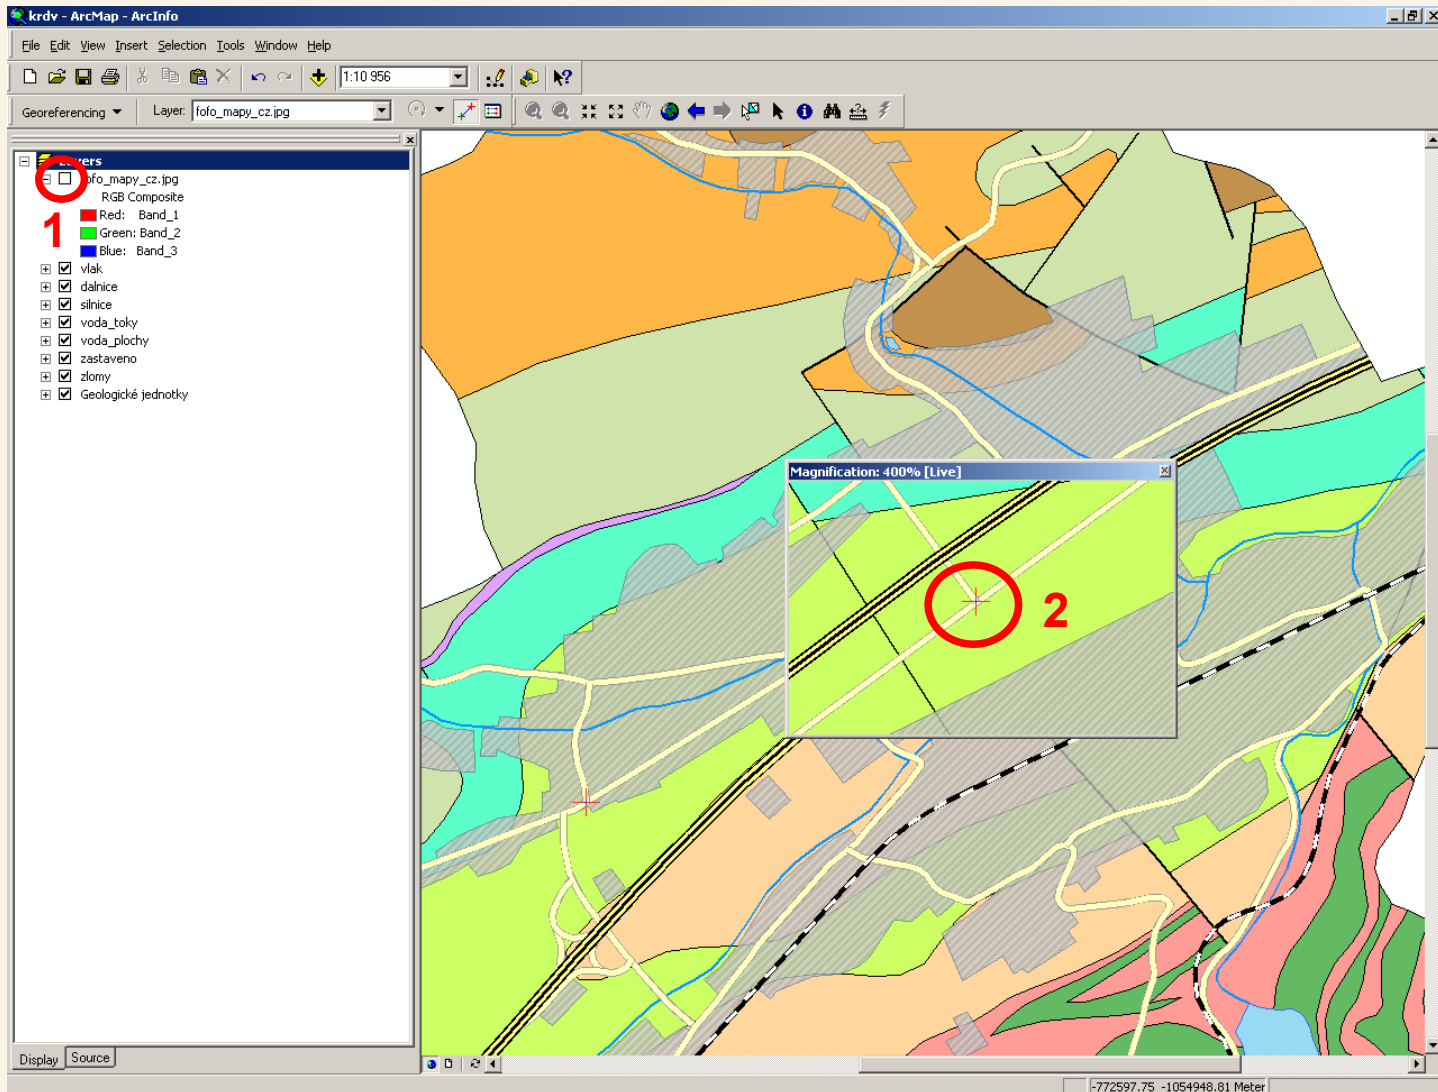 krdv - ArcMap - ArcInfo
File Edit View Insert Selection Tools Window Help
1:10 956
Georeferencing Layer: fofo_mapy_cz.jpg
Layers
fofo_mapy_cz.jpg
RGB Composite
1
Red: Band_1
Green: Band_2
Blue: Band_3
vlak
dalnice
silnice
voda_toky
voda_plochy
zastaveno
zlomy
Geologické jednotky
Magnification: 400% [Live]
2
Display Source
-772597.75 -1054948.81 Meter